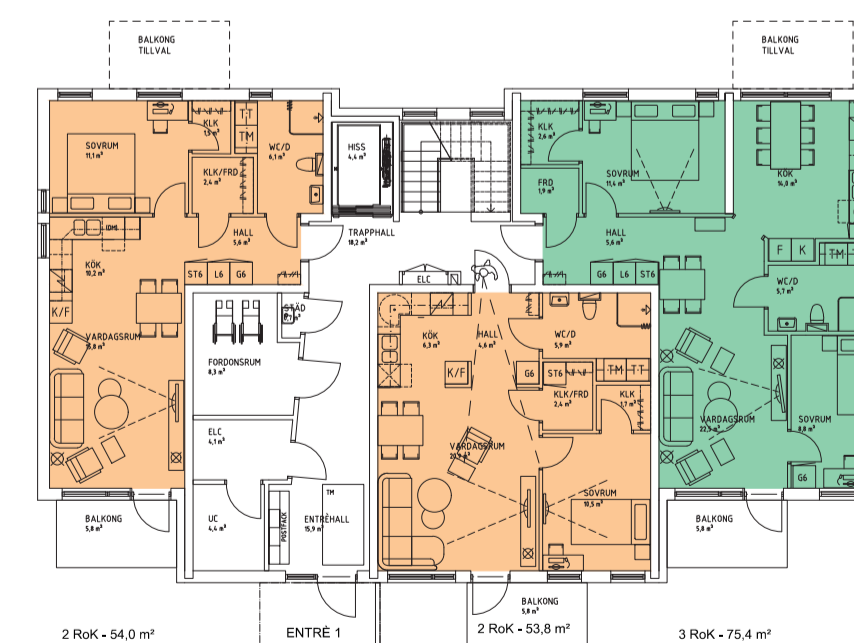 BALKONG
TILLVAL
BALKONG
TILLVAL
KLK
1,5 m²
TT
TM
SOVRUM
11,1 m²
WC/D
6,1 m²
KLK/FRD
2,4 m²
HISS
4,4 m²
KLK
2,6 m²
FRD
1,9 m²
SOVRUM
11,4 m²
KÖK
14,0 m²
HALL
5,6 m²
TRAPPHALL
18,2 m²
HALL
5,6 m²
F K
(DM)
KÖK
10,2 m²
ST6 L6 G6
ELC
G6 L6 ST6
TM
WC/D
5,7 m²
K/F
STÄD
VARDAGSRUM
15,8 m²
FORDONSRUM
8,3 m²
KÖK
6,3 m²
HALL
4,6 m²
WC/D
5,9 m²
K/F
G6
ST6
TM TT
KLK/FRD
2,4 m²
KLK
1,7 m²
VARDAGSRUM
VARDAGSRUM
SOVRUM
8,8 m²
ELC
4,1 m²
G6
SOVRUM
10,5 m²
BALKONG
5,8 m²
UC
4,4 m²
POSTFACK
TM
ENTRÈHALL
15,9 m²
BALKONG
5,8 m²
BALKONG
5,8 m²
2 RoK - 54,0 m²
ENTRÉ 1
2 RoK - 53,8 m²
3 RoK - 75,4 m²